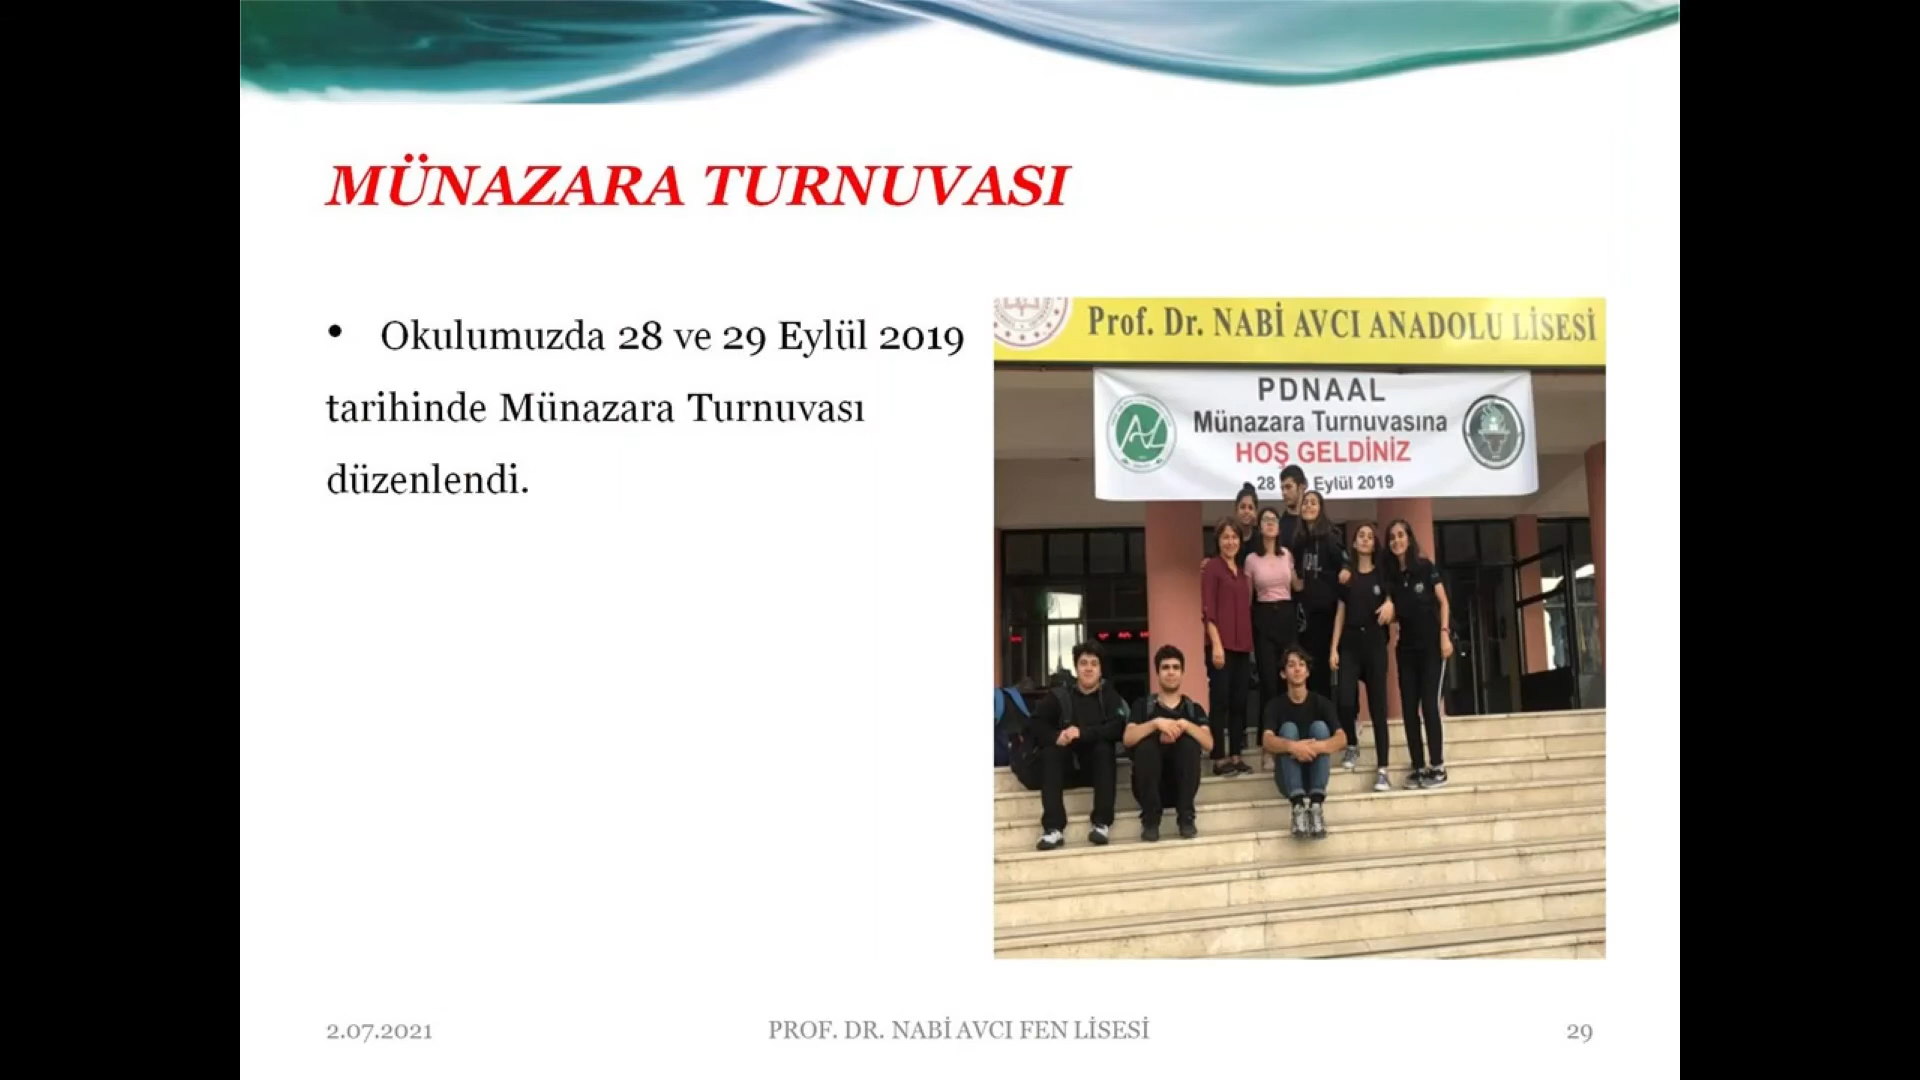 MÜNAZARA TURNUVASI
• Okulumuzda 28 ve 29 Eylül 2019
tarihinde Münazara Turnuvası
düzenlendi.
Prof. Dr. NABİ AVCI ANADOLU LİSESİ
PDNAAL
Münazara Turnuvasına
HOŞ GELDİNİZ
28 Eylül 2019
2.07.2021
PROF. DR. NABİ AVCI FEN LİSESİ
29